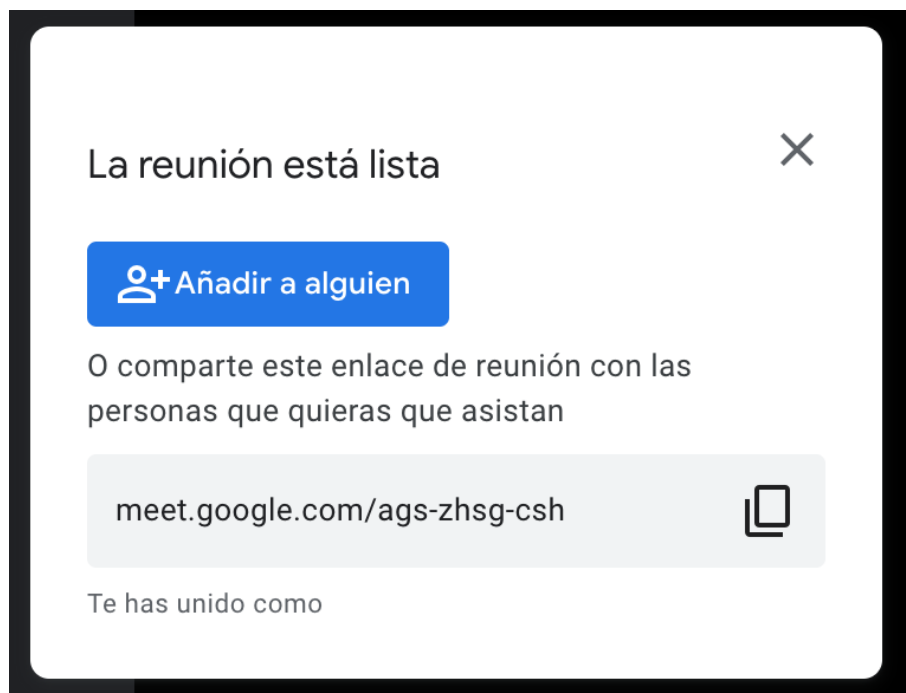 La reunión está lista
Añadir a alguien
O comparte este enlace de reunión con las
personas que quieras que asistan
meet.google.com/ags-zhsg-csh
Te has unido como